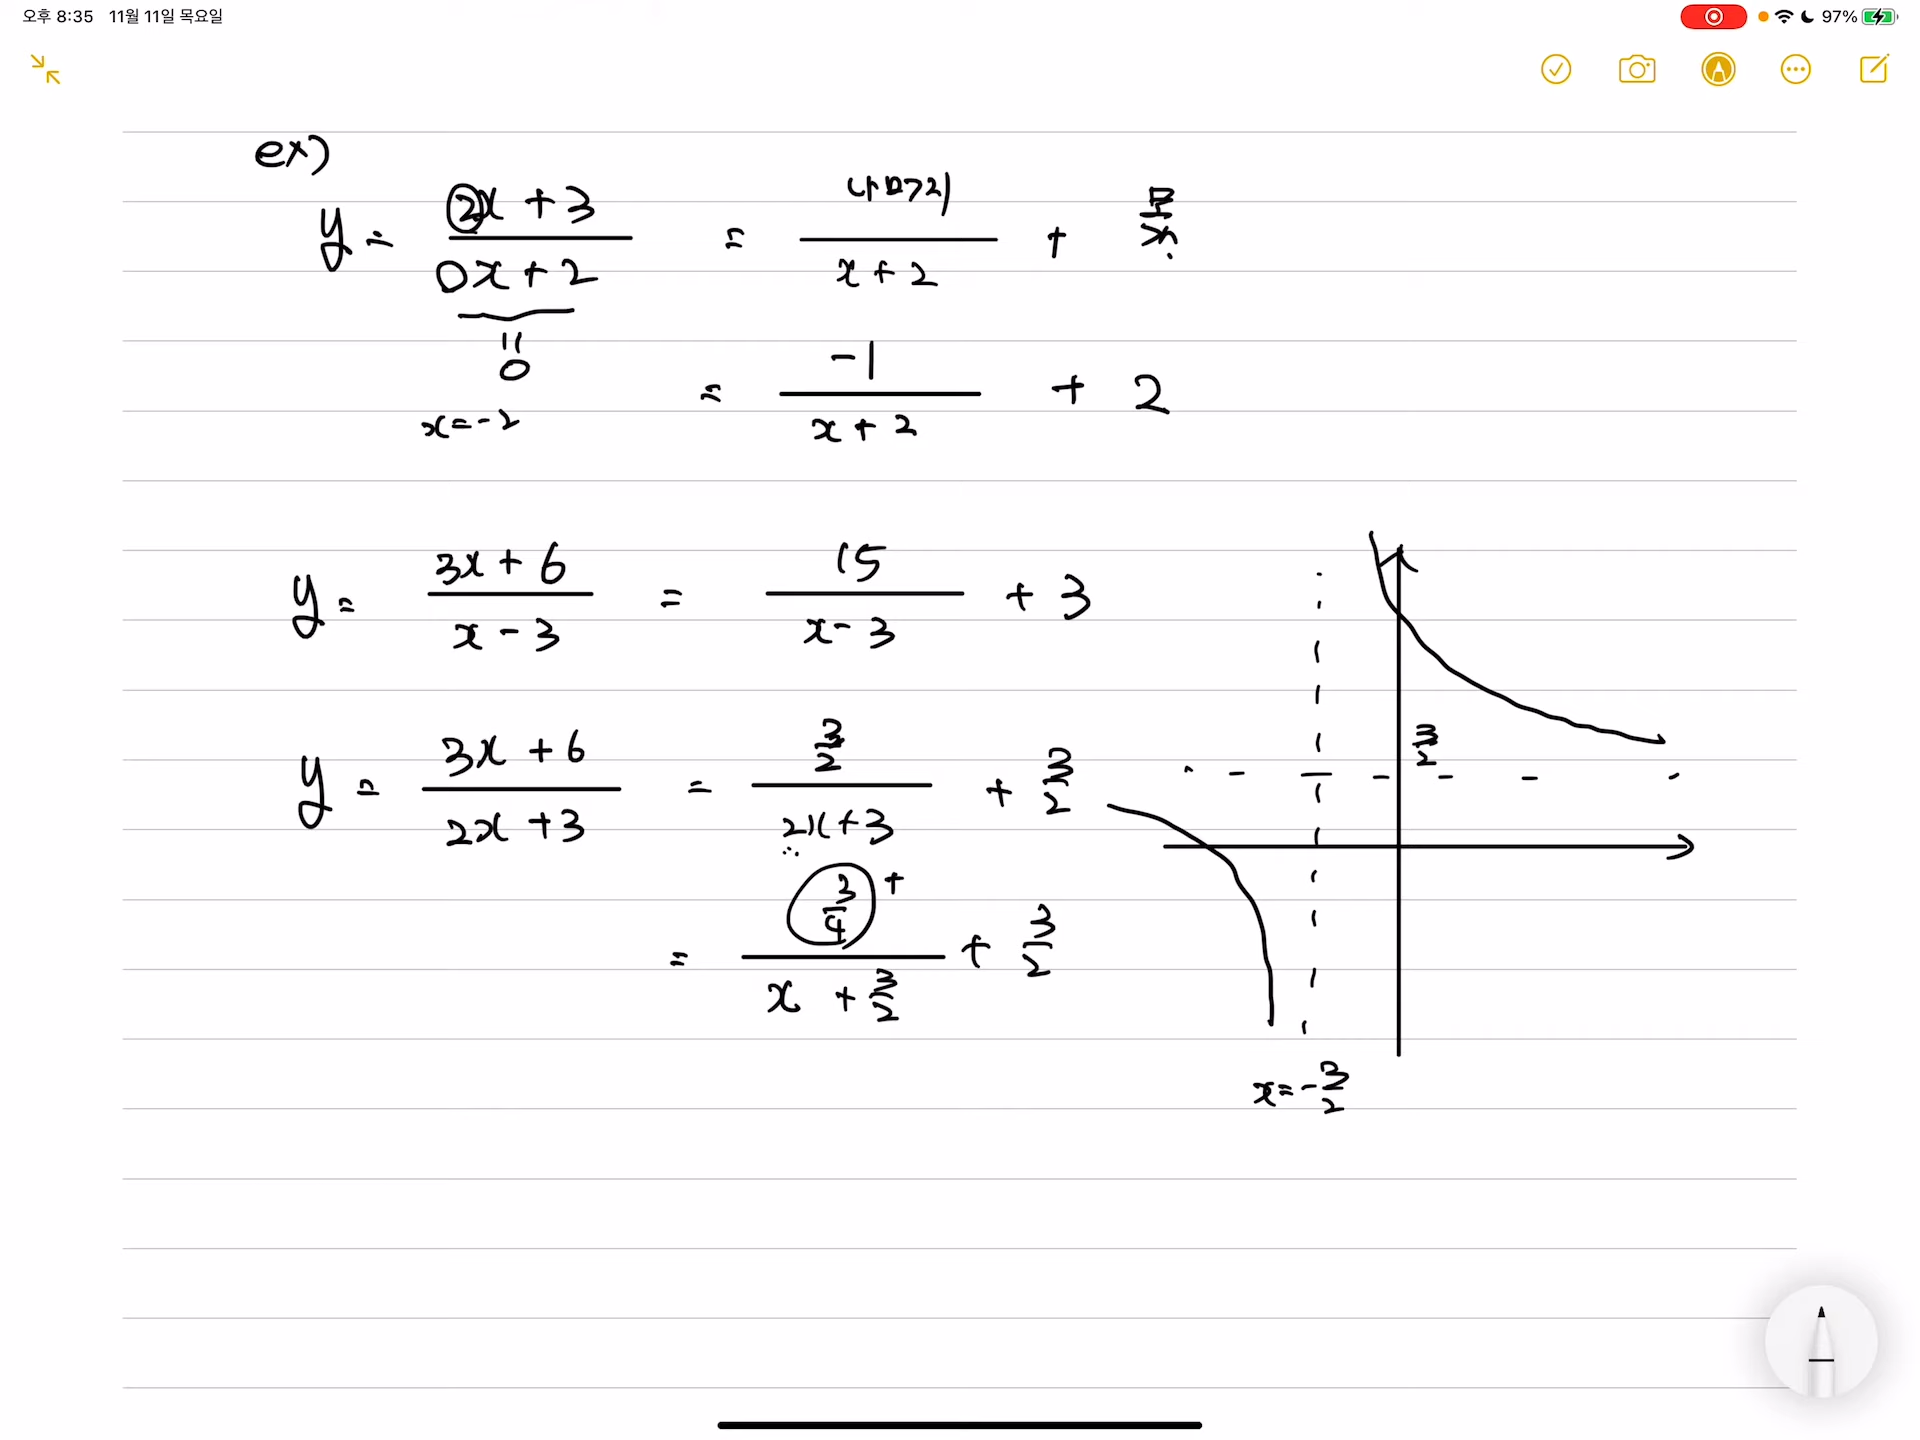 오후 8:35 11월 11일 목요일
97%
ex)
y = (2x + 3)/(x + 2) = 나머지/(x + 2) + 몫
= 0
x = -2
= -1/(x + 2) + 2
y = (3x + 6)/(x - 3) = 15/(x - 3) + 3
y = (3x + 6)/(2x + 3) = (3/2)/(2x + 3) + 3/2
= (3/4)/(x + 3/2) + 3/2
+
3/2
x = -3/2